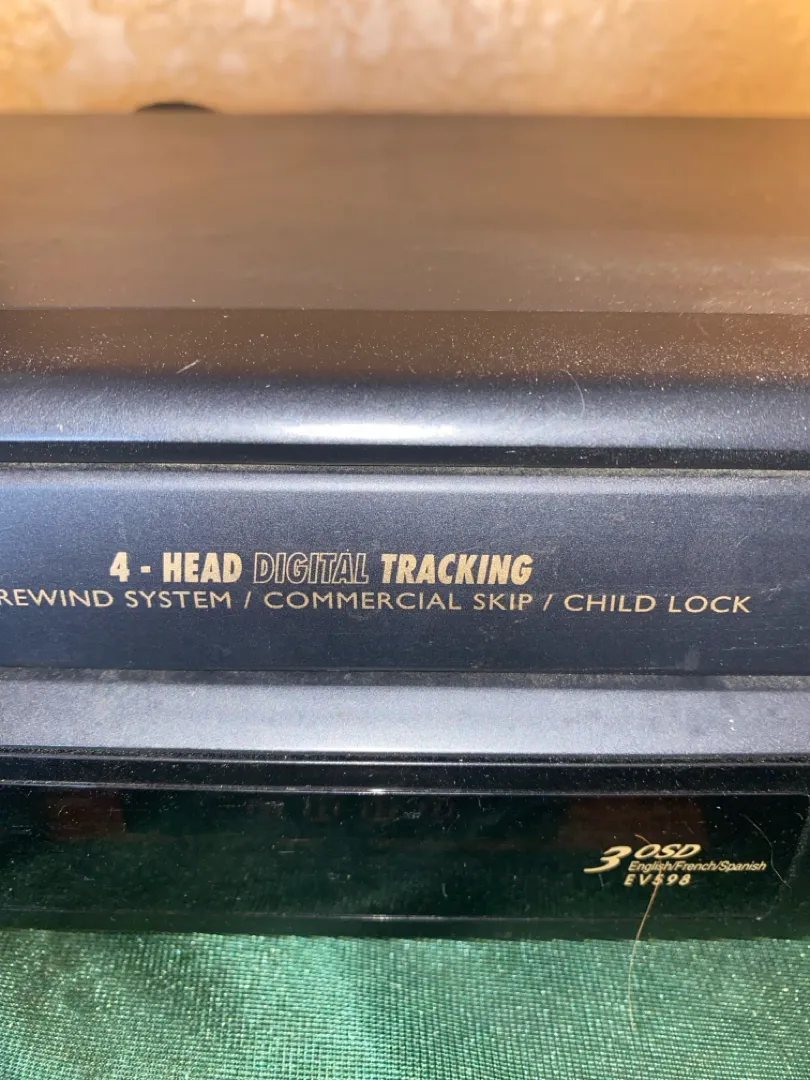 4 - HEAD DIGITAL TRACKING
REWIND SYSTEM / COMMERCIAL SKIP / CHILD LOCK
3 OSD
English/French/Spanish
EV598